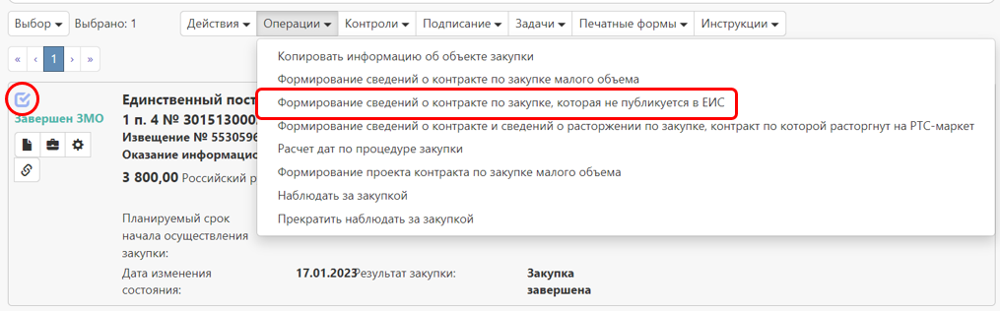 Выбор Выбрано: 1 Действия Операции Контроли Подписание Задачи Печатные формы Инструкции
« ‹ 1 › »
Копировать информацию об объекте закупки
Формирование сведений о контракте по закупке малого объема
Формирование сведений о контракте по закупке, которая не публикуется в ЕИС
Формирование сведений о контракте и сведений о расторжении по закупке, контракт по которой расторгнут на РТС-маркет
Расчет дат по процедуре закупки
Формирование проекта контракта по закупке малого объема
Наблюдать за закупкой
Прекратить наблюдать за закупкой
Завершен ЗМО
Единственный пост
1 п. 4 № 301513000
Извещение № 5530596
Оказание информацио
3 800,00 Российский р
Планируемый срок
начала осуществления
закупки:
Дата изменения
состояния:
17.01.2023
Результат закупки:
Закупка
завершена